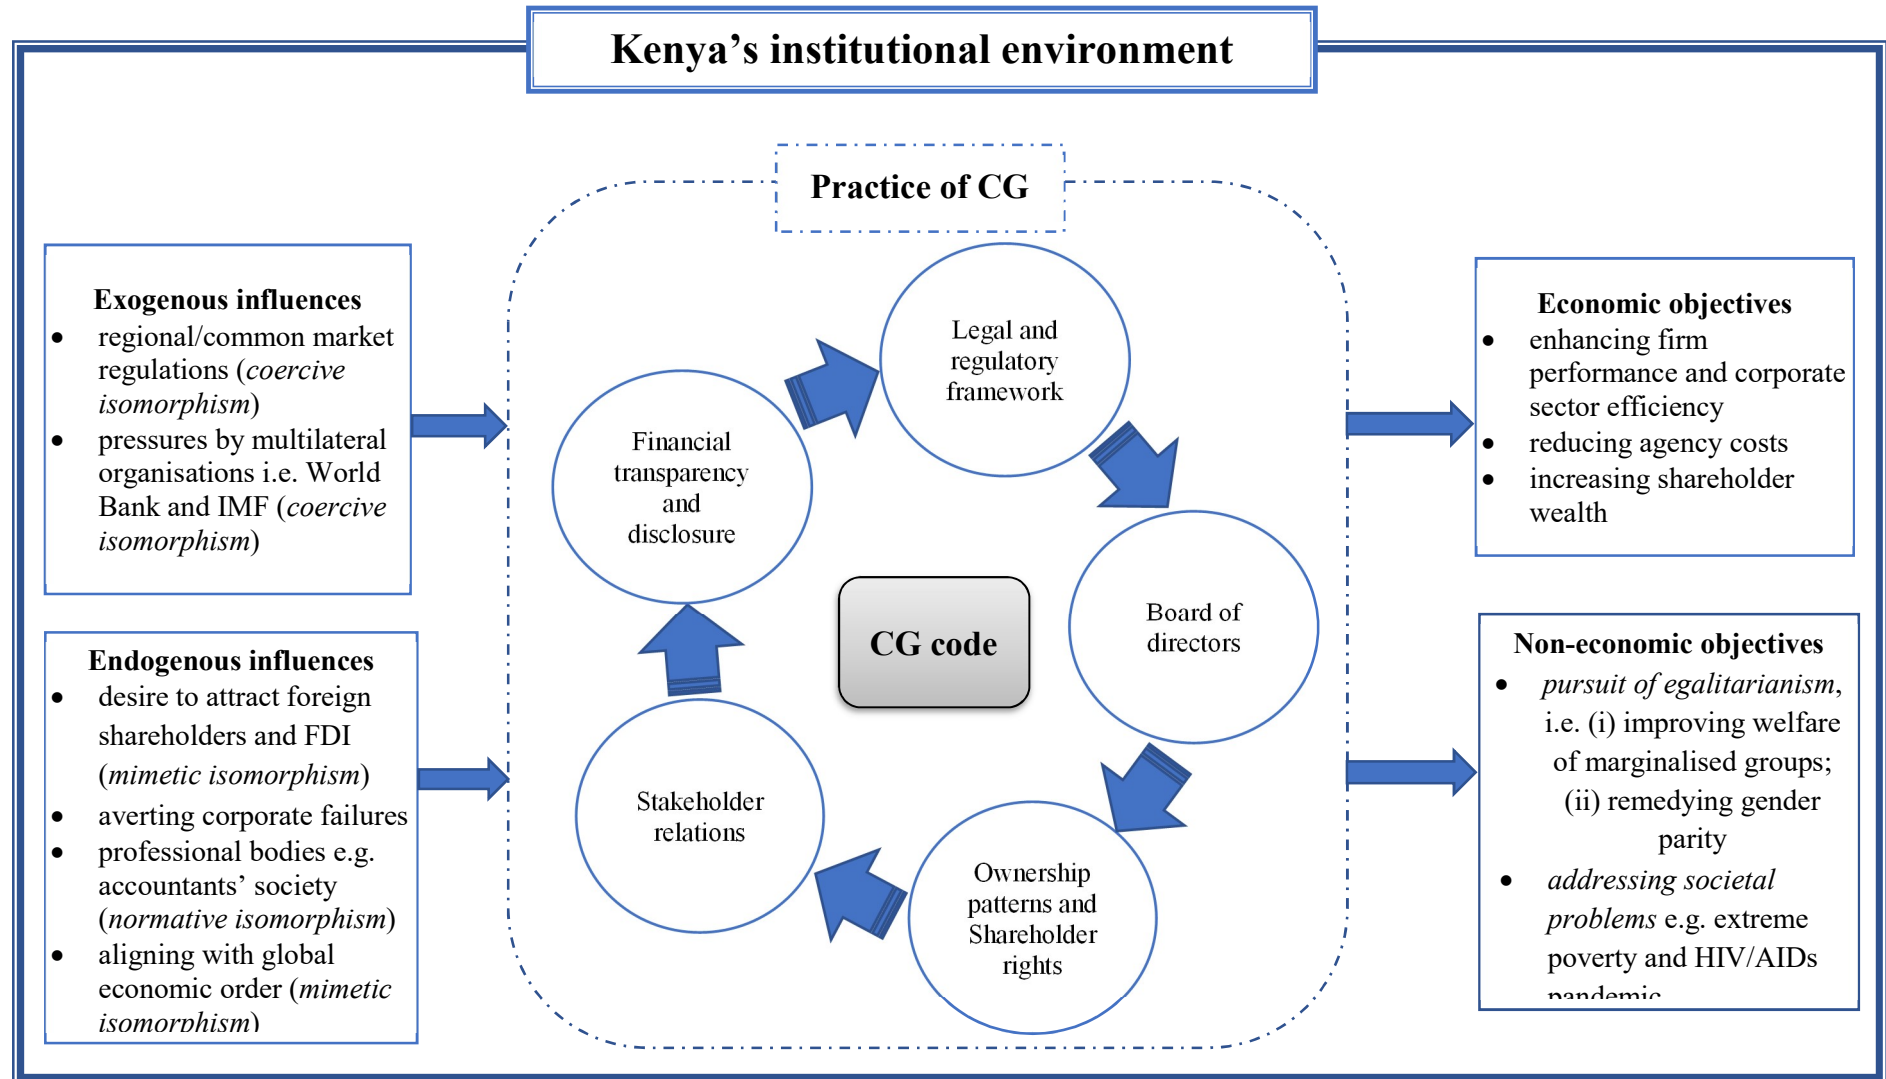 Kenya’s institutional environment
Practice of CG
Exogenous influences
• regional/common market
regulations (coercive
isomorphism)
• pressures by multilateral
organisations i.e. World
Bank and IMF (coercive
isomorphism)
Endogenous influences
• desire to attract foreign
shareholders and FDI
(mimetic isomorphism)
• averting corporate failures
• professional bodies e.g.
accountants’ society
(normative isomorphism)
• aligning with global
economic order (mimetic
isomorphism)
Legal and
regulatory
framework
Board of
directors
Ownership
patterns and
Shareholder
rights
Stakeholder
relations
Financial
transparency
and
disclosure
CG code
Economic objectives
• enhancing firm
performance and corporate
sector efficiency
• reducing agency costs
• increasing shareholder
wealth
Non-economic objectives
• pursuit of egalitarianism,
i.e. (i) improving welfare
of marginalised groups;
(ii) remedying gender
parity
• addressing societal
problems e.g. extreme
poverty and HIV/AIDs
pandemic